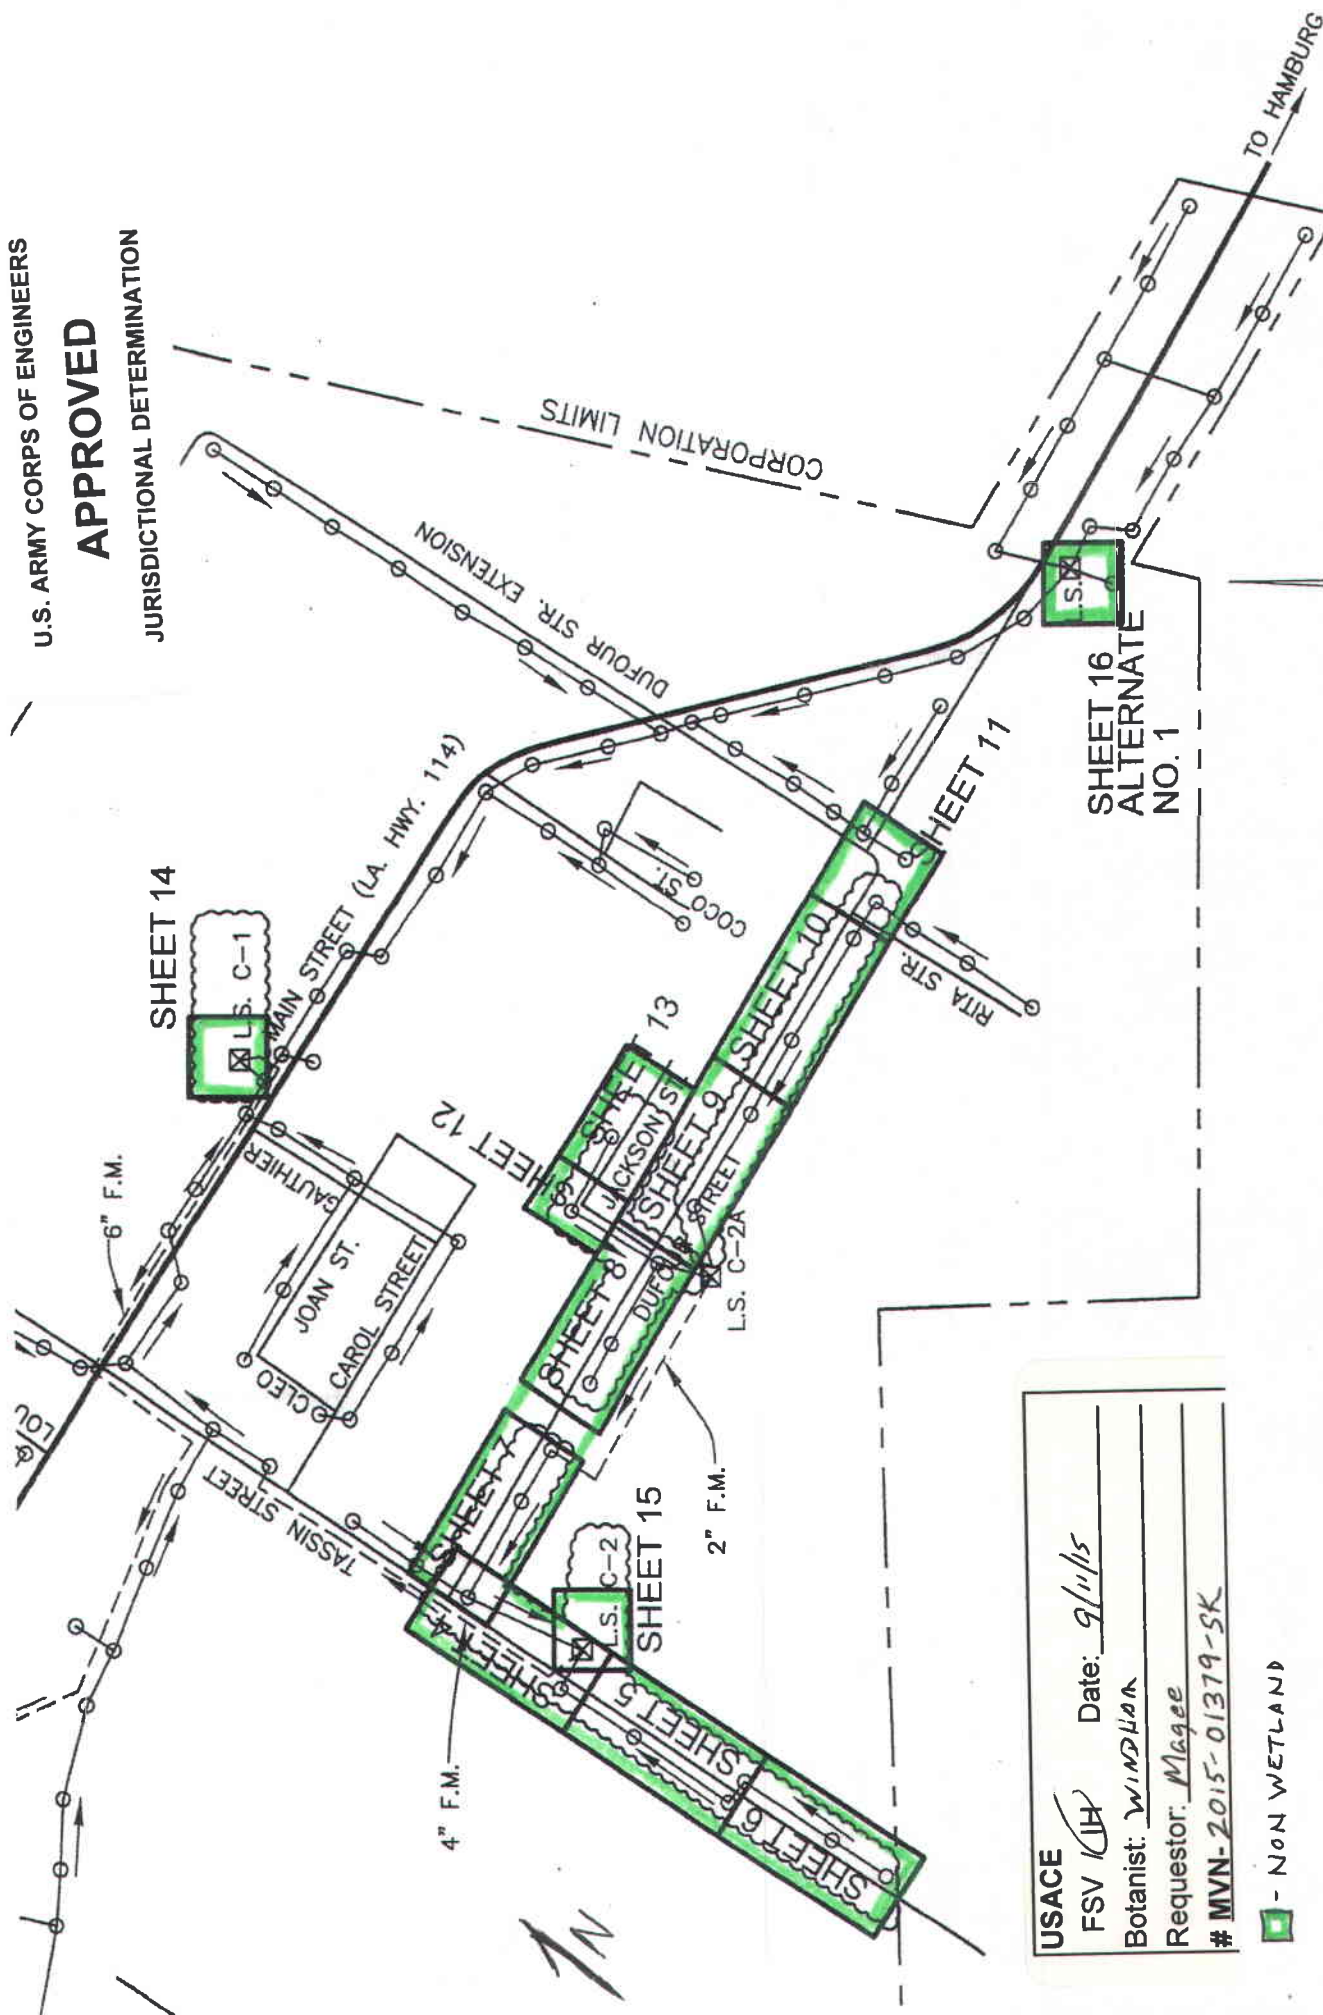 U.S. ARMY CORPS OF ENGINEERS
APPROVED
JURISDICTIONAL DETERMINATION
TO HAMBURG
CORPORATION LIMITS
DUFOUR STR. EXTENSION
MAIN STREET (LA. HWY. 114)
SHEET 14
L.S. C-1
6" F.M.
GAUTHIER
JOAN ST.
CAROL STREET
CLEO
LOU
TASSIN STREET
COCO ST.
SHEET 12
SHEET 13
JACKSON ST.
SHEET 11
SHEET 10
SHEET 9
SHEET 8
SHEET 7
DUFOUR STREET
RITA STR.
L.S. C-2A
2" F.M.
L.S. C-2
SHEET 15
SHEET 4
SHEET 5
SHEET 6
4" F.M.
L.S.
SHEET 16
ALTERNATE
NO. 1
N
USACE
FSV IH Date: 9/11/15
Botanist: WINDHAM
Requestor: Magee
# MVN- 2015-01379-SK
- NON WETLAND